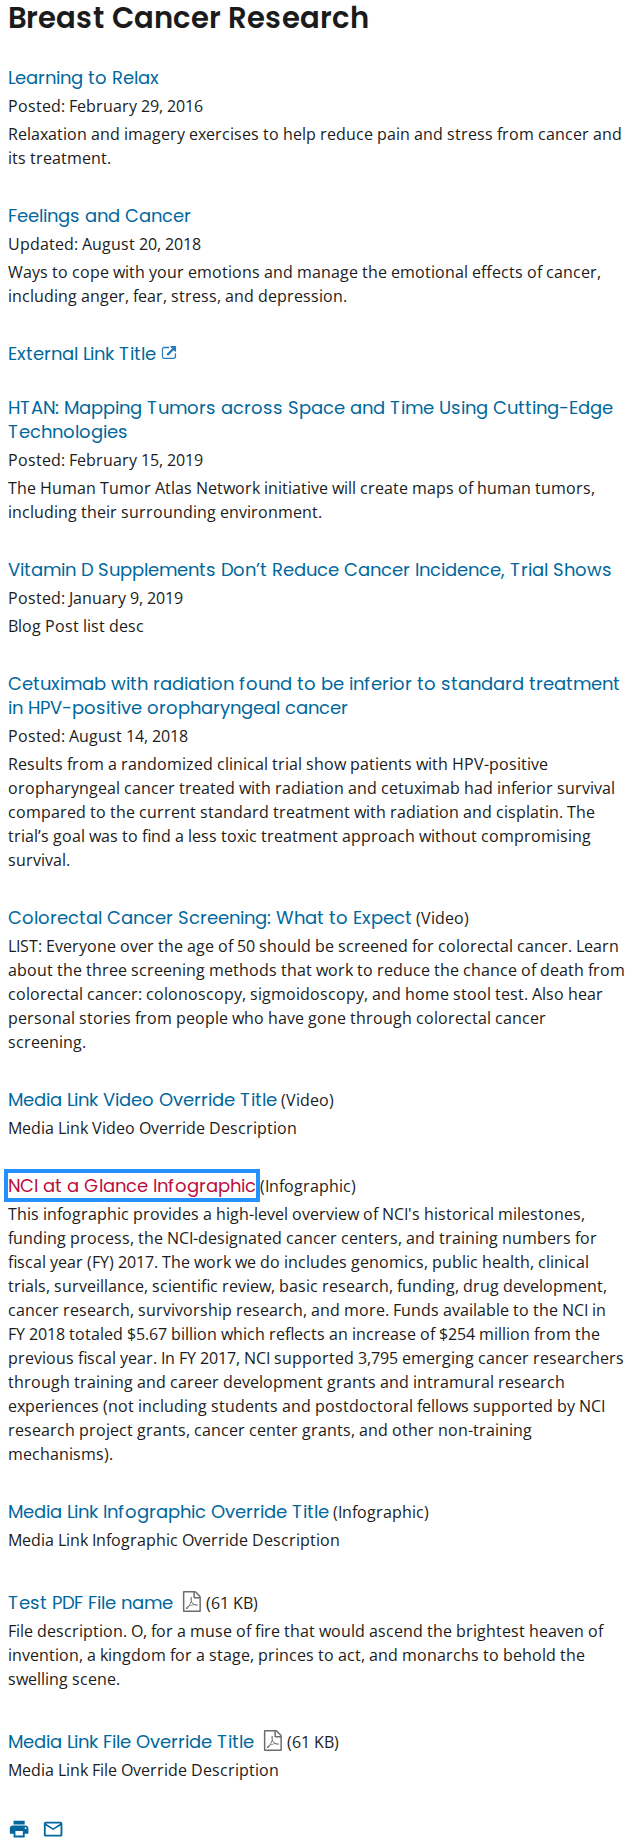 Breast Cancer Research
Learning to Relax
Posted: February 29, 2016
Relaxation and imagery exercises to help reduce pain and stress from cancer and
its treatment.
Feelings and Cancer
Updated: August 20, 2018
Ways to cope with your emotions and manage the emotional effects of cancer,
including anger, fear, stress, and depression.
External Link Title
HTAN: Mapping Tumors across Space and Time Using Cutting-Edge
Technologies
Posted: February 15, 2019
The Human Tumor Atlas Network initiative will create maps of human tumors,
including their surrounding environment.
Vitamin D Supplements Don’t Reduce Cancer Incidence, Trial Shows
Posted: January 9, 2019
Blog Post list desc
Cetuximab with radiation found to be inferior to standard treatment
in HPV-positive oropharyngeal cancer
Posted: August 14, 2018
Results from a randomized clinical trial show patients with HPV-positive
oropharyngeal cancer treated with radiation and cetuximab had inferior survival
compared to the current standard treatment with radiation and cisplatin. The
trial’s goal was to find a less toxic treatment approach without compromising
survival.
Colorectal Cancer Screening: What to Expect (Video)
LIST: Everyone over the age of 50 should be screened for colorectal cancer. Learn
about the three screening methods that work to reduce the chance of death from
colorectal cancer: colonoscopy, sigmoidoscopy, and home stool test. Also hear
personal stories from people who have gone through colorectal cancer
screening.
Media Link Video Override Title (Video)
Media Link Video Override Description
NCI at a Glance Infographic (Infographic)
This infographic provides a high-level overview of NCI's historical milestones,
funding process, the NCI-designated cancer centers, and training numbers for
fiscal year (FY) 2017. The work we do includes genomics, public health, clinical
trials, surveillance, scientific review, basic research, funding, drug development,
cancer research, survivorship research, and more. Funds available to the NCI in
FY 2018 totaled $5.67 billion which reflects an increase of $254 million from the
previous fiscal year. In FY 2017, NCI supported 3,795 emerging cancer researchers
through training and career development grants and intramural research
experiences (not including students and postdoctoral fellows supported by NCI
research project grants, cancer center grants, and other non-training
mechanisms).
Media Link Infographic Override Title (Infographic)
Media Link Infographic Override Description
Test PDF File name (61 KB)
File description. O, for a muse of fire that would ascend the brightest heaven of
invention, a kingdom for a stage, princes to act, and monarchs to behold the
swelling scene.
Media Link File Override Title (61 KB)
Media Link File Override Description